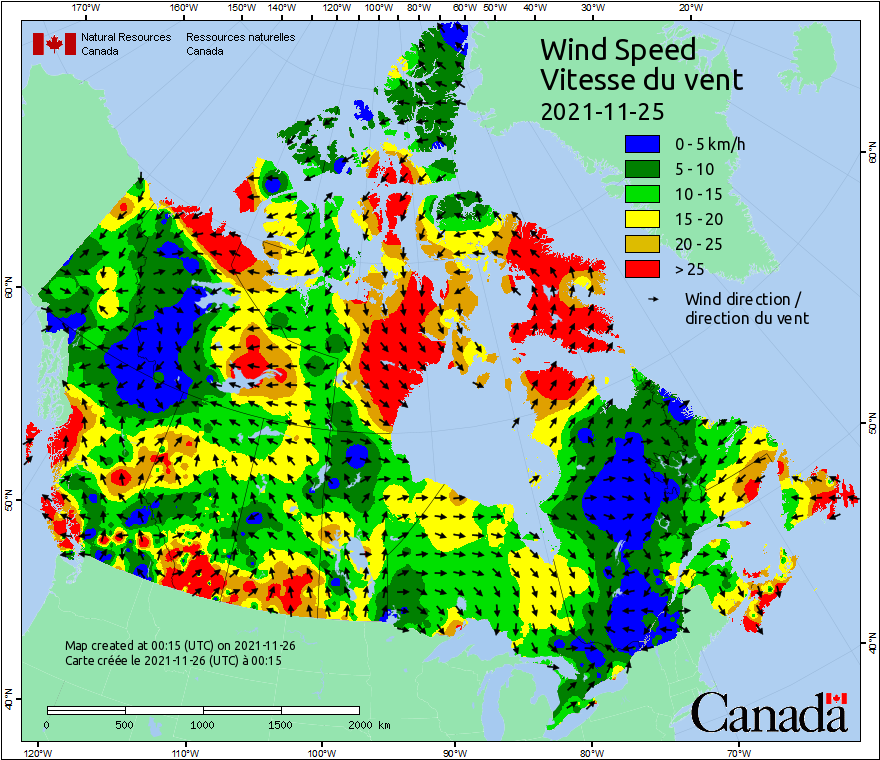 170°W 160°W 150°W 140°W 120°W 100°W 80°W 60°W 50°W 40°W 30°W 20°W
Natural Resources Ressources naturelles
Canada Canada
Wind Speed
Vitesse du vent
2021-11-25
0 - 5 km/h
5 - 10
10 - 15
15 - 20
20 - 25
> 25
Wind direction /
direction du vent
60°N
60°N
50°N
50°N
40°N
40°N
Map created at 00:15 (UTC) on 2021-11-26
Carte créée le 2021-11-26 (UTC) à 00:15
0 500 1000 1500 2000 km
Canada
120°W 110°W 100°W 90°W 80°W 70°W